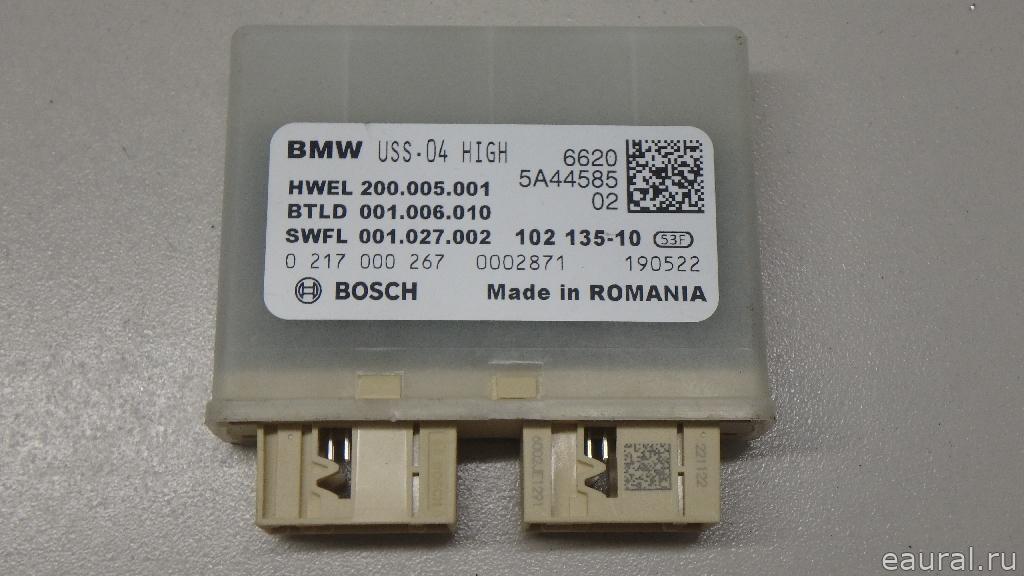 BMW USS-04 HIGH
6620
5A44585
02
HWEL 200.005.001
BTLD 001.006.010
SWFL 001.027.002 102 135-10 53F
0 217 000 267 0002871 190522
BOSCH Made in ROMANIA
221122
eaural.ru